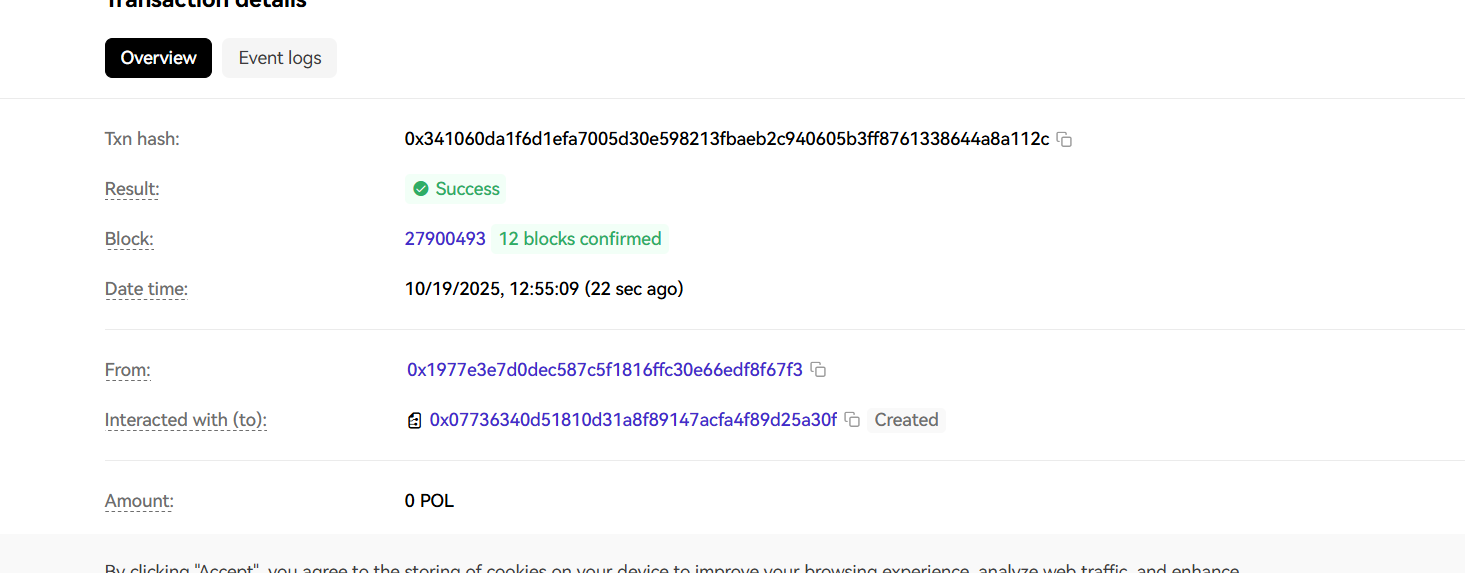 Transaction details
Overview Event logs
Txn hash: 0x341060da1f6d1efa7005d30e598213fbaeb2c940605b3ff8761338644a8a112c
Result: Success
Block: 27900493 12 blocks confirmed
Date time: 10/19/2025, 12:55:09 (22 sec ago)
From: 0x1977e3e7d0dec587c5f1816ffc30e66edf8f67f3
Interacted with (to): 0x07736340d51810d31a8f89147acfa4f89d25a30f Created
Amount: 0 POL
By clicking "Accept", you agree to the storing of cookies on your device to improve your browsing experience, analyze web traffic, and enhance